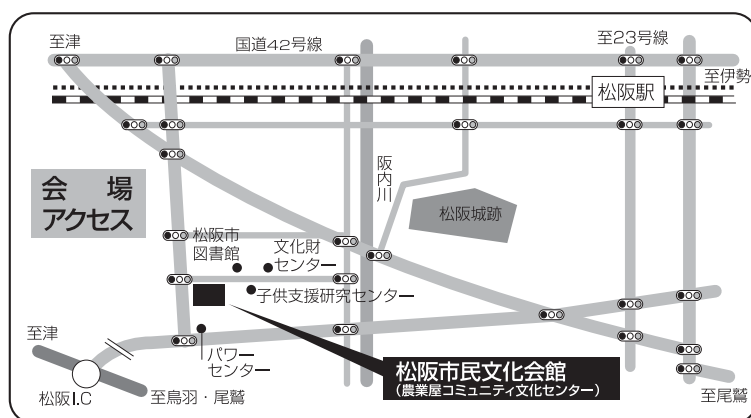 至津
国道42号線
至23号線
至伊勢
松阪駅
会場
アクセス
阪内川
松阪城跡
松阪市
図書館
文化財
センター
子供支援研究センター
至津
パワー
センター
松阪I.C
至鳥羽・尾鷲
松阪市民文化会館
(農業屋コミュニティ文化センター)
至尾鷲